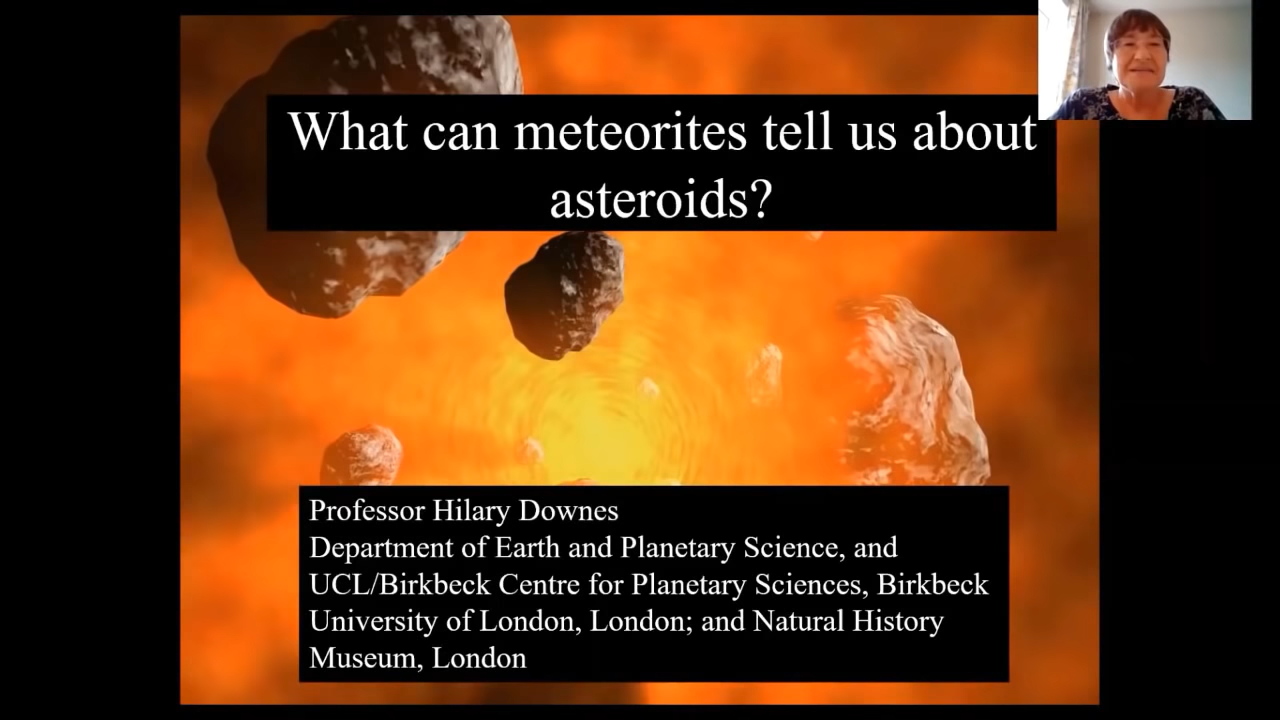 What can meteorites tell us about
asteroids?
Professor Hilary Downes
Department of Earth and Planetary Science, and
UCL/Birkbeck Centre for Planetary Sciences, Birkbeck
University of London, London; and Natural History
Museum, London